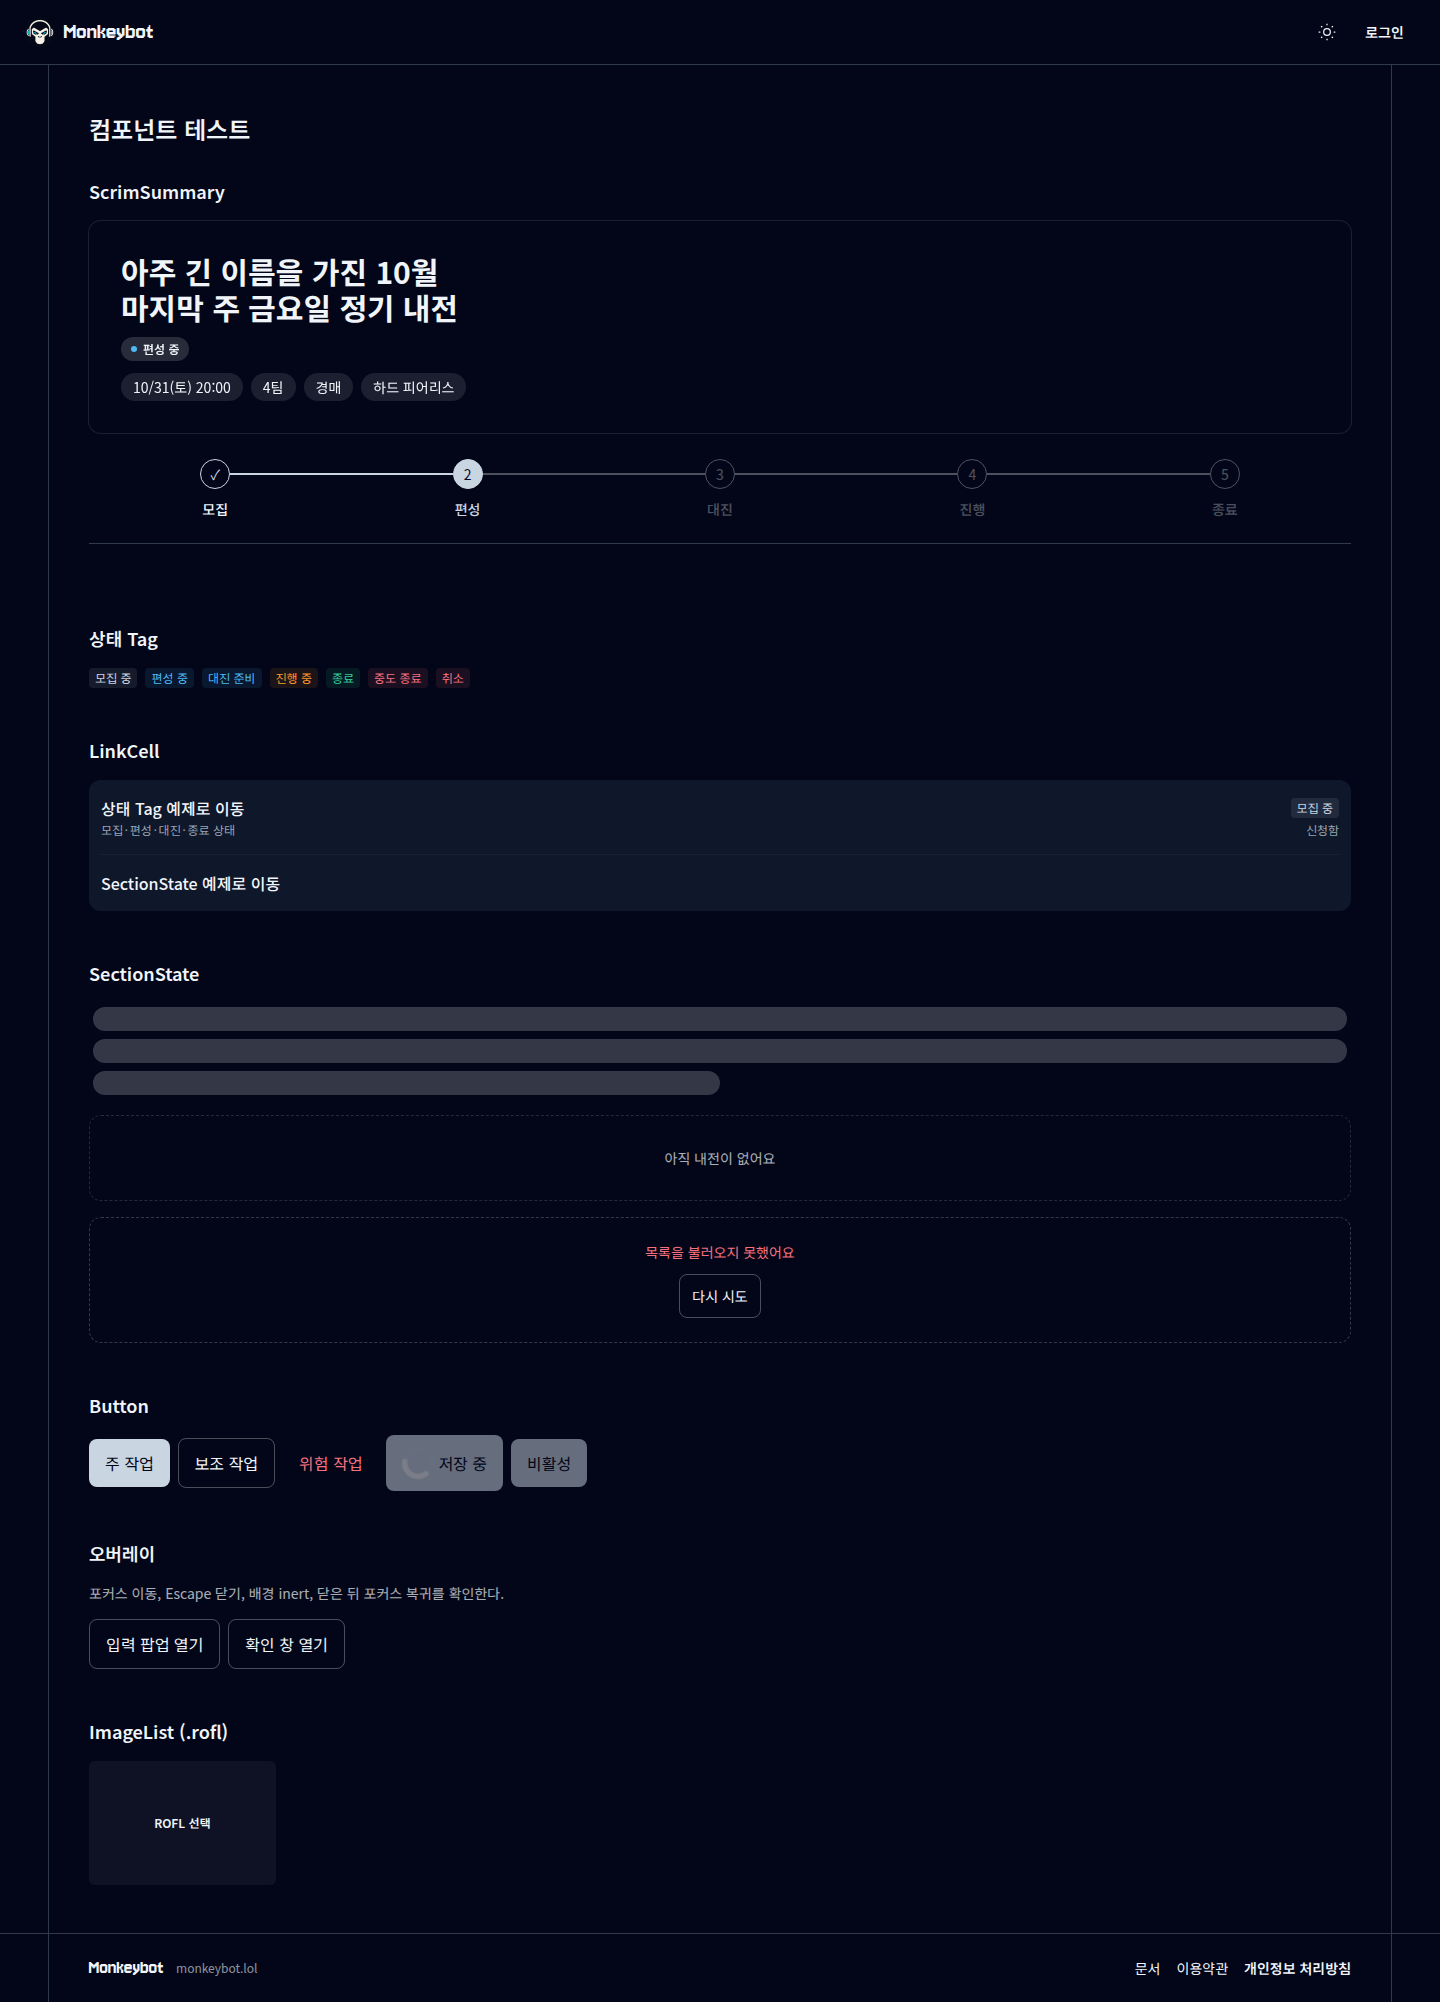 Monkeybot
로그인
컴포넌트 테스트
ScrimSummary
아주 긴 이름을 가진 10월
마지막 주 금요일 정기 내전
편성 중
10/31(토) 20:00 4팀 경매 하드 피어리스
✓ 2 3 4 5
모집 편성 대진 진행 종료
상태 Tag
모집 중 편성 중 대진 준비 진행 중 종료 중도 종료 취소
LinkCell
상태 Tag 예제로 이동 모집 중
모집·편성·대진·종료 상태 신청함
SectionState 예제로 이동
SectionState
아직 내전이 없어요
목록을 불러오지 못했어요
다시 시도
Button
주 작업 보조 작업 위험 작업 저장 중 비활성
오버레이
포커스 이동, Escape 닫기, 배경 inert, 닫은 뒤 포커스 복귀를 확인한다.
입력 팝업 열기 확인 창 열기
ImageList (.rofl)
ROFL 선택
Monkeybot monkeybot.lol 문서 이용약관 개인정보 처리방침